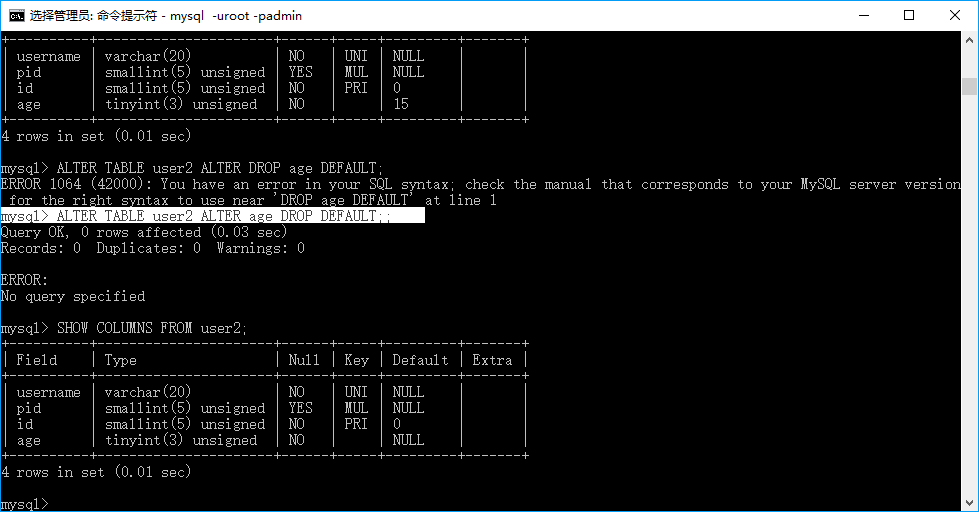 选择管理员: 命令提示符 - mysql  -uroot -padmin
+----------+----------------------+------+-----+---------+-------+
| username | varchar(20)          | NO   | UNI | NULL    |       |
| pid      | smallint(5) unsigned | YES  | MUL | NULL    |       |
| id       | smallint(5) unsigned | NO   | PRI | 0       |       |
| age      | tinyint(3) unsigned  | NO   |     | 15      |       |
+----------+----------------------+------+-----+---------+-------+
4 rows in set (0.01 sec)
mysql> ALTER TABLE user2 ALTER DROP age DEFAULT;
ERROR 1064 (42000): You have an error in your SQL syntax; check the manual that corresponds to your MySQL server version
 for the right syntax to use near 'DROP age DEFAULT' at line 1
mysql> ALTER TABLE user2 ALTER age DROP DEFAULT;;
Query OK, 0 rows affected (0.03 sec)
Records: 0  Duplicates: 0  Warnings: 0
ERROR:
No query specified
mysql> SHOW COLUMNS FROM user2;
+----------+----------------------+------+-----+---------+-------+
| Field    | Type                 | Null | Key | Default | Extra |
+----------+----------------------+------+-----+---------+-------+
| username | varchar(20)          | NO   | UNI | NULL    |       |
| pid      | smallint(5) unsigned | YES  | MUL | NULL    |       |
| id       | smallint(5) unsigned | NO   | PRI | 0       |       |
| age      | tinyint(3) unsigned  | NO   |     | NULL    |       |
+----------+----------------------+------+-----+---------+-------+
4 rows in set (0.01 sec)
mysql>